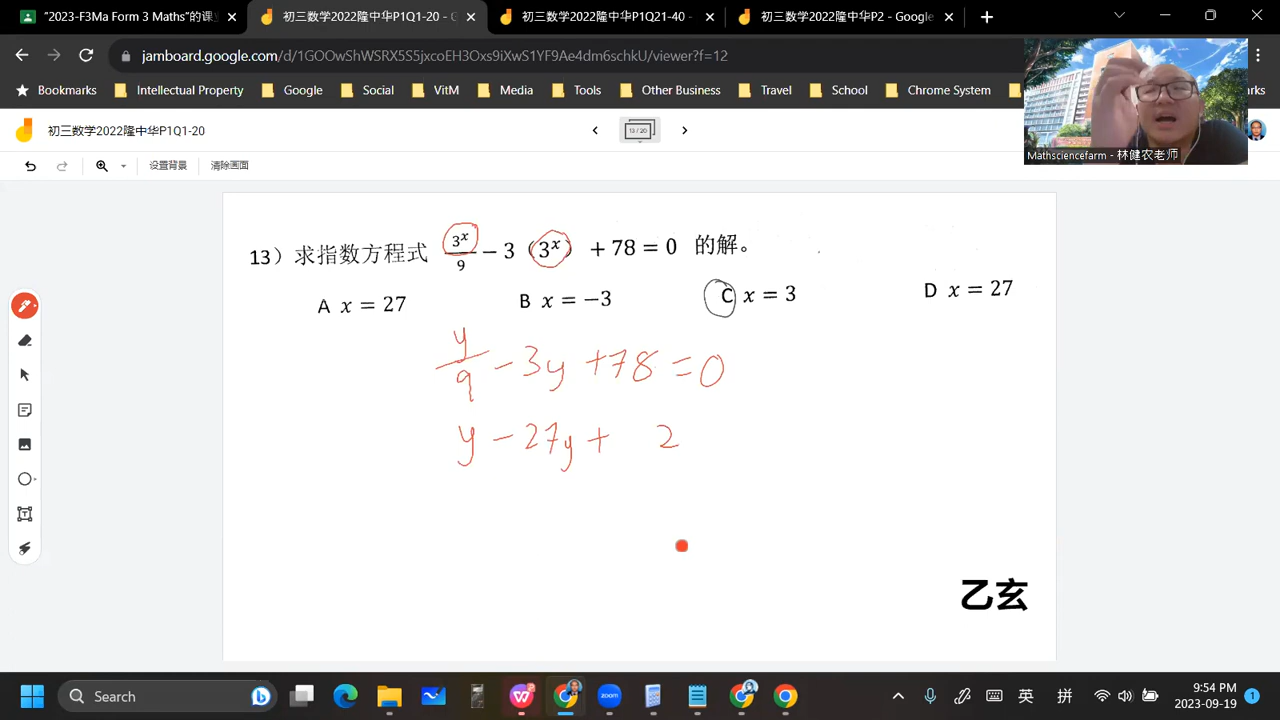 "2023-F3Ma Form 3 Maths"的课
初三数学2022隆中华P1Q1-20 - G
初三数学2022隆中华P1Q21-40 -
初三数学2022隆中华P2 - Google
Bookmarks
Intellectual Property
Google
Social
VitM
Media
Tools
Other Business
Travel
School
Chrome System
初三数学2022隆中华P1Q1-20
13 / 20
设置背景
清除画面
Mathsciencefarm - 林健农老师
13）求指数方程式 3^x/9 − 3（3^x）+ 78 = 0 的解。
A x = 27 B x = −3 C x = 3 D x = 27
y/9 − 3y + 78 = 0
y − 27y + 2
乙玄
Search
英
拼
9:54 PM
2023-09-19
1